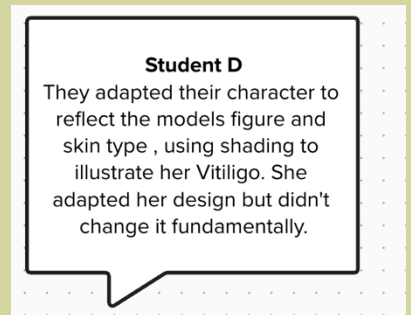 Student D
They adapted their character to
reflect the models figure and
skin type , using shading to
illustrate her Vitiligo. She
adapted her design but didn't
change it fundamentally.